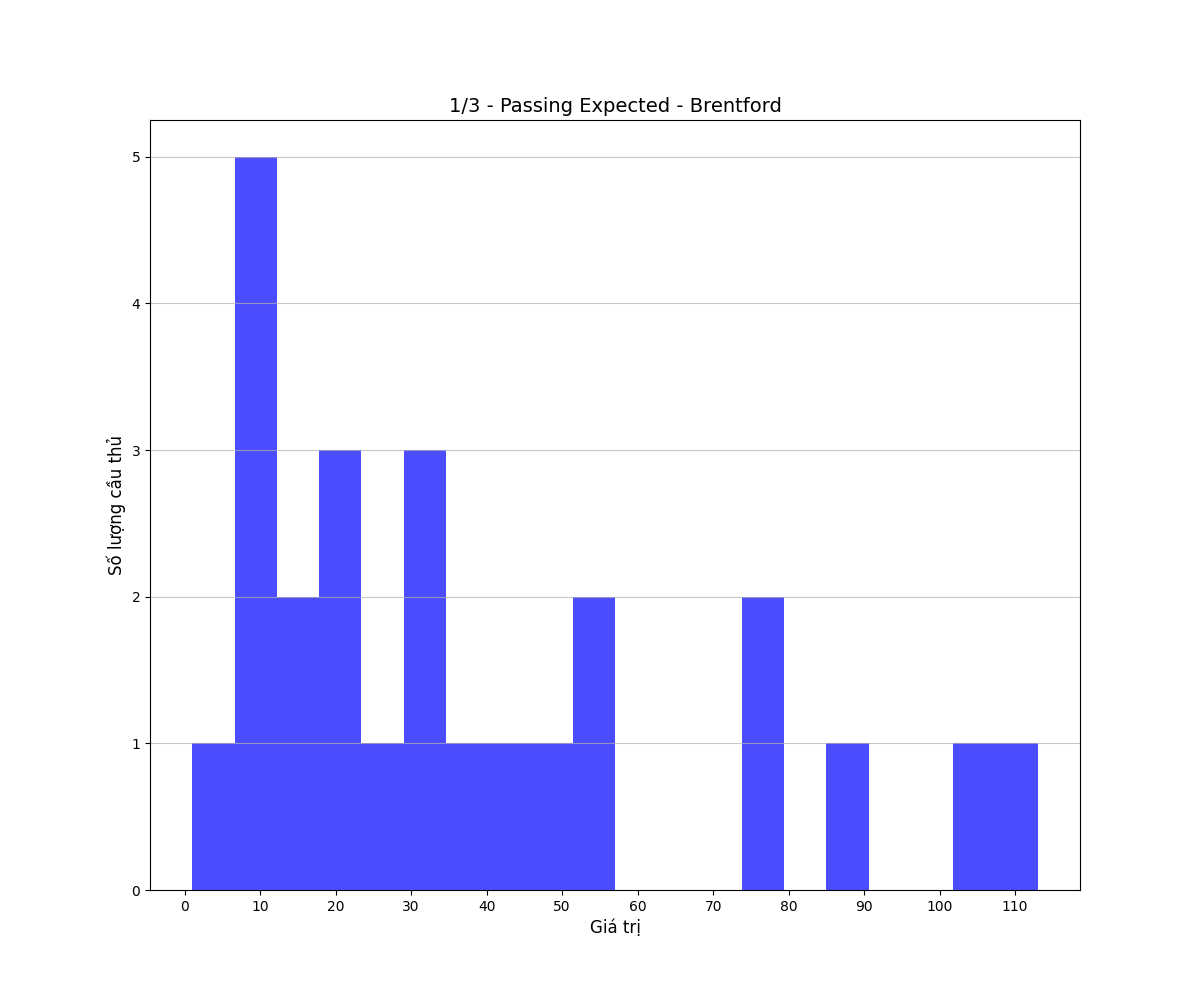 1/3 - Passing Expected - Brentford
5
4
3
2
1
0
Số lượng cầu thủ
0 10 20 30 40 50 60 70 80 90 100 110
Giá trị